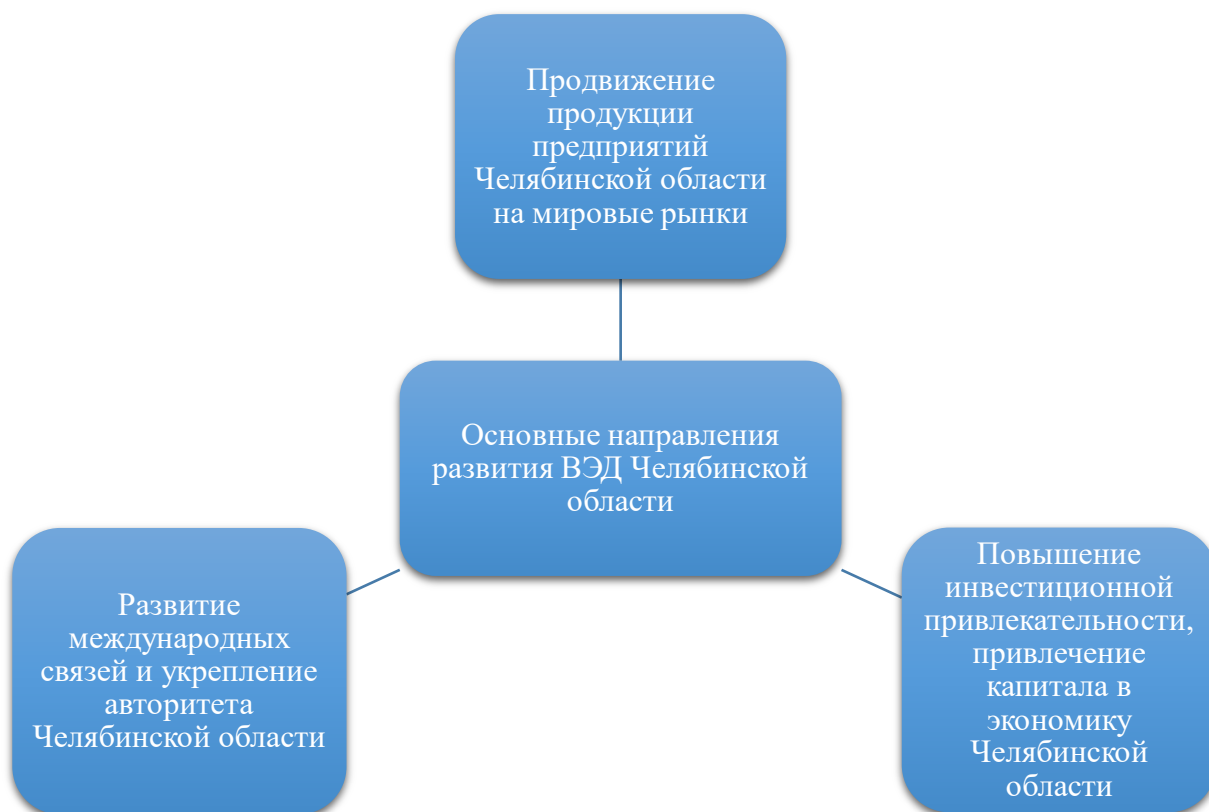 Продвижение
продукции
предприятий
Челябинской области
на мировые рынки
Основные направления
развития ВЭД Челябинской
области
Развитие
международных
связей и укрепление
авторитета
Челябинской области
Повышение
инвестиционной
привлекательности,
привлечение
капитала в
экономику
Челябинской
области